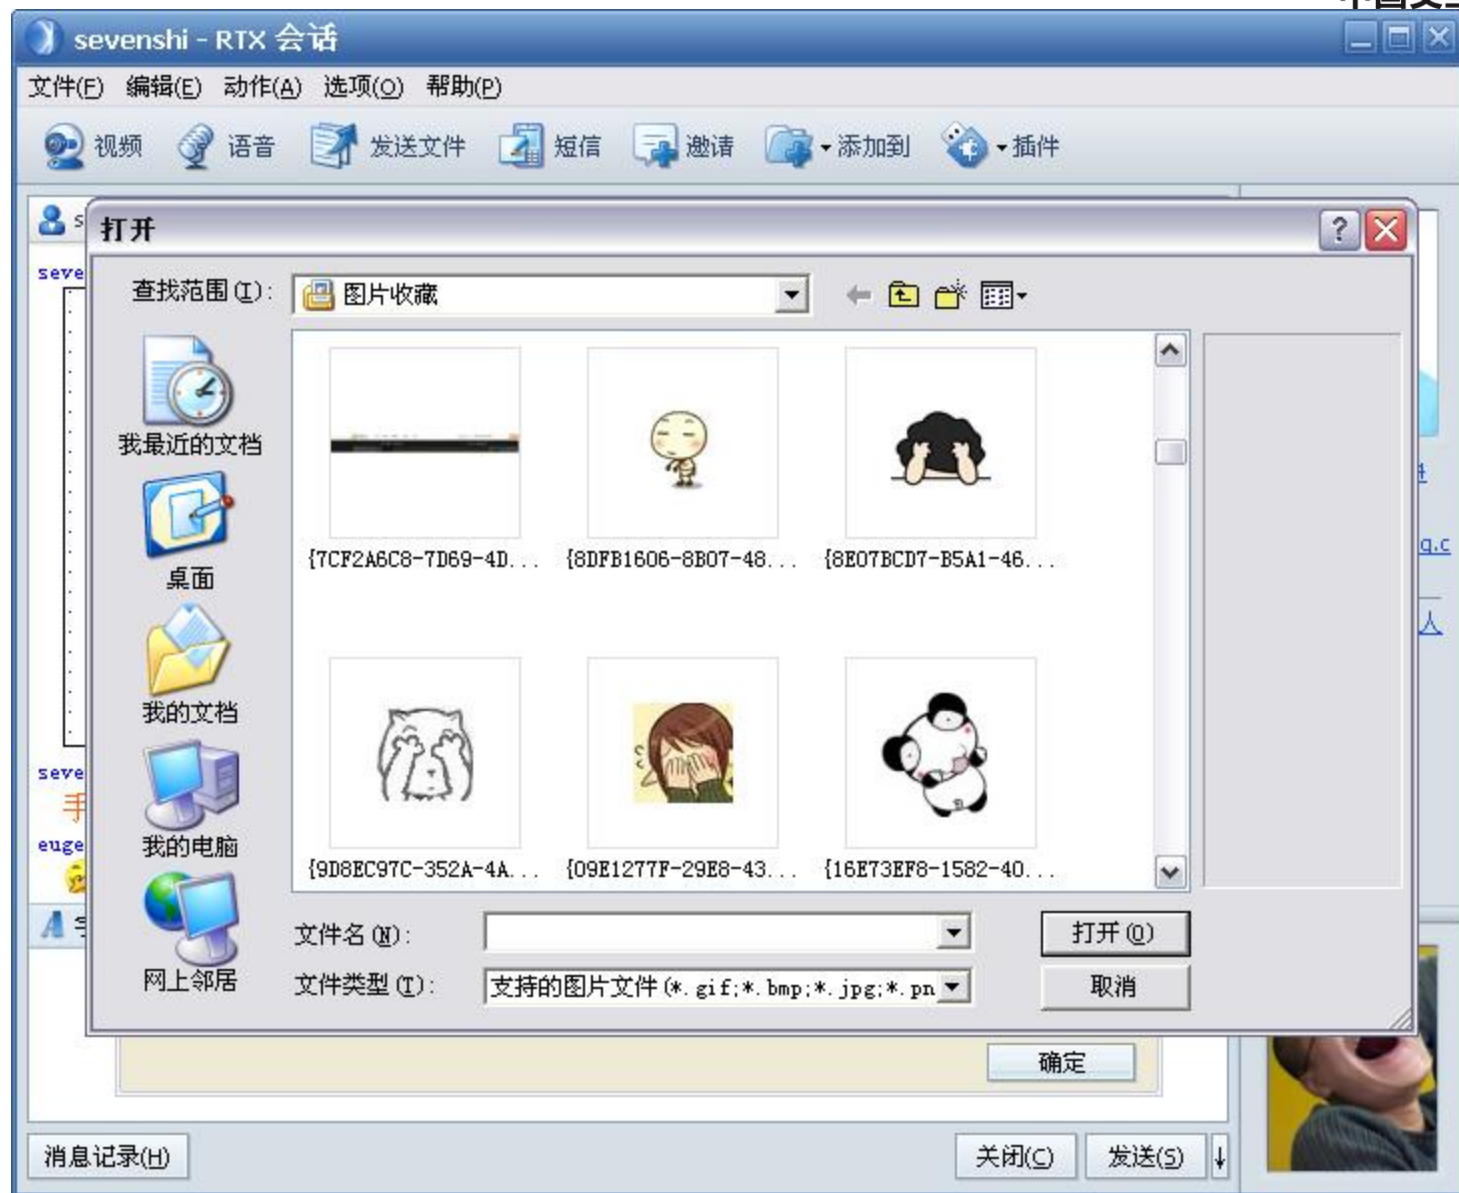 sevenshi - RTX 会话
文件(F) 编辑(E) 动作(A) 选项(O) 帮助(P)
视频 语音 发送文件 短信 邀请 添加到 插件
打开
seve
查找范围(I): 图片收藏
我最近的文档
{7CF2A6C8-7D69-4D... {8DFB1606-8B07-48... {8E07BCD7-B5A1-46...
q.c
桌面
人
我的文档
seve
手
euge
我的电脑
{9D8EC97C-352A-4A... {09E1277F-29E8-43... {16E73EF8-1582-40...
文件名(N): 打开(O)
网上邻居 文件类型(T): 支持的图片文件(*.gif;*.bmp;*.jpg;*.pn 取消
确定
消息记录(H) 关闭(C) 发送(S)